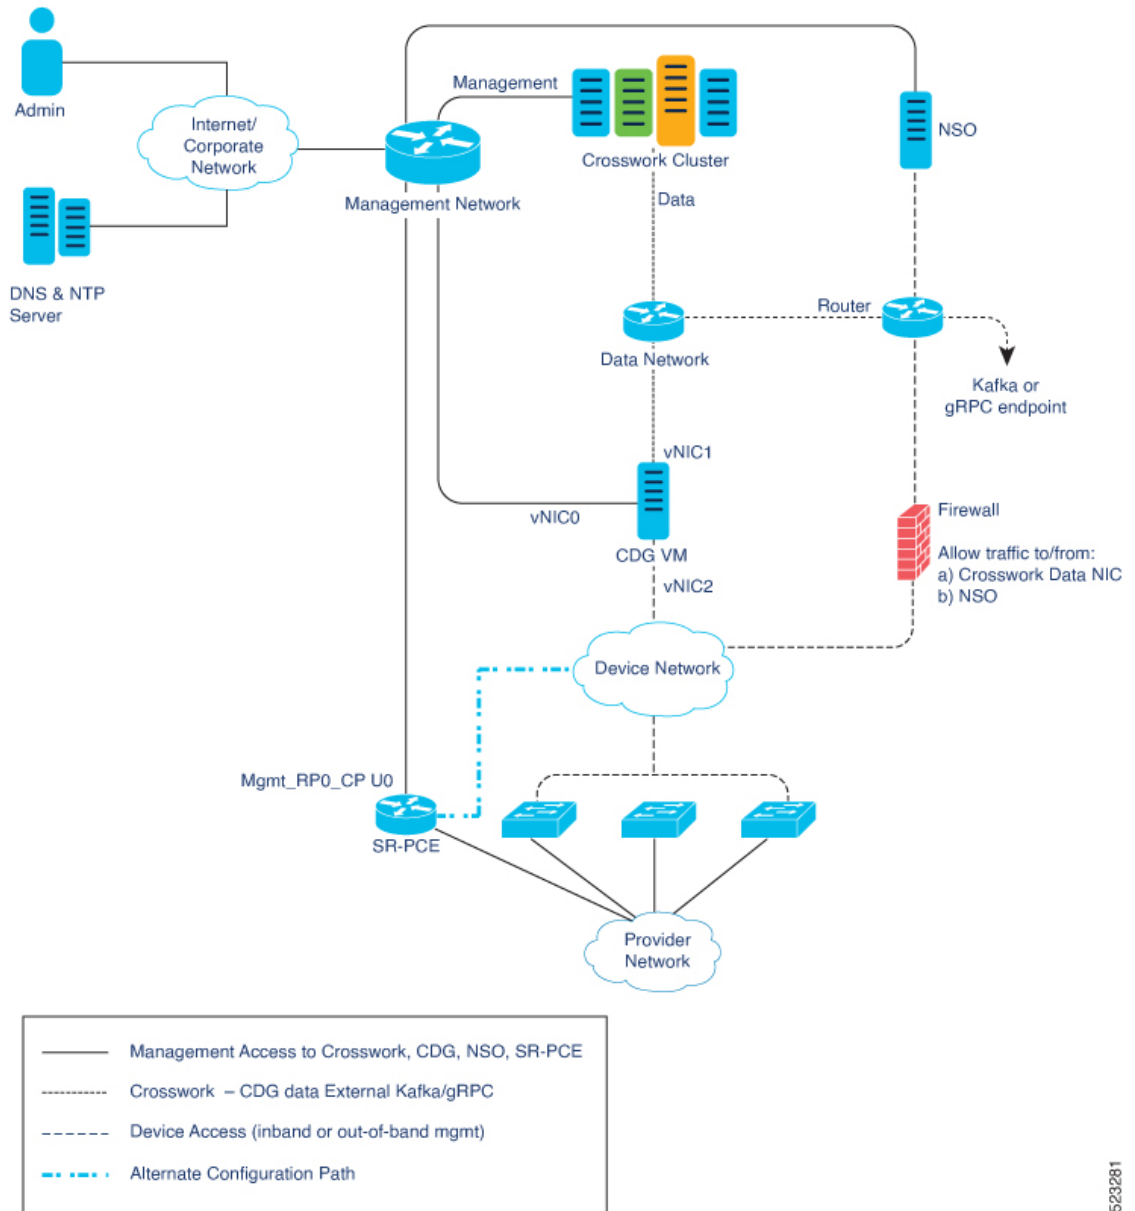 Admin
Internet/
Corporate
Network
DNS & NTP
Server
Management
Management Network
Crosswork Cluster
NSO
Data
Router
Data Network
Kafka or
gRPC endpoint
vNIC1
vNIC0
CDG VM
vNIC2
Firewall
Allow traffic to/from:
a) Crosswork Data NIC
b) NSO
Device Network
Mgmt_RP0_CP U0
SR-PCE
Provider
Network
Management Access to Crosswork, CDG, NSO, SR-PCE
Crosswork – CDG data External Kafka/gRPC
Device Access (inband or out-of-band mgmt)
Alternate Configuration Path
523281